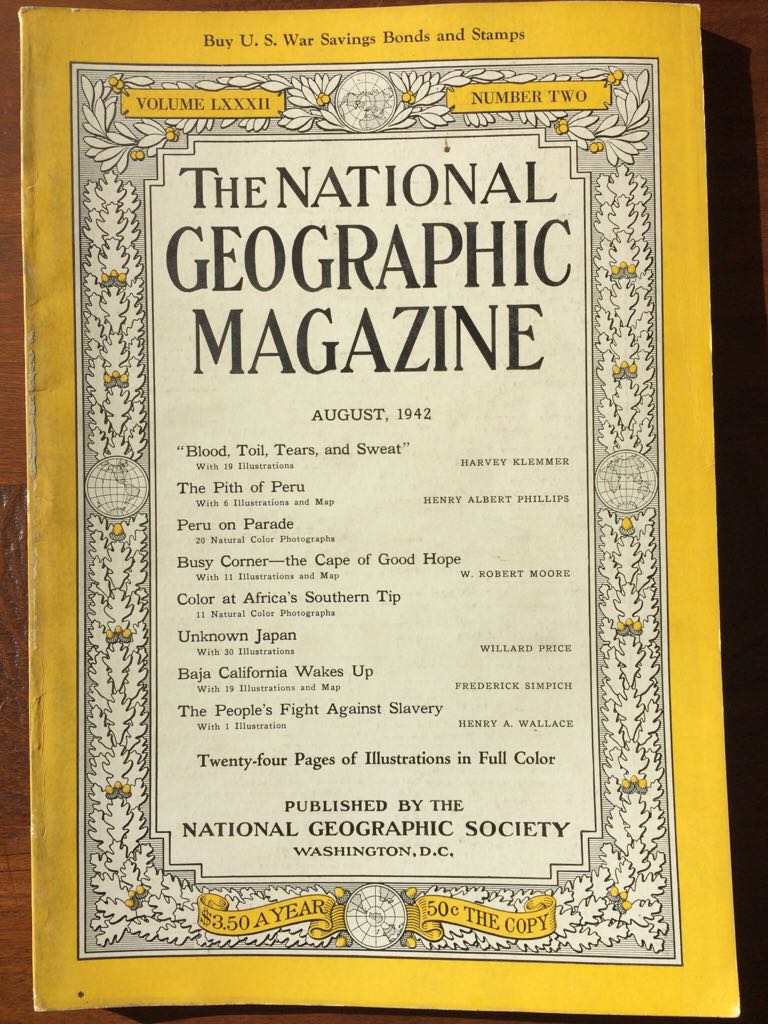 Buy U. S. War Savings Bonds and Stamps
VOLUME LXXXII
NUMBER TWO
THE NATIONAL
GEOGRAPHIC
MAGAZINE
AUGUST, 1942
"Blood, Toil, Tears, and Sweat"
With 19 Illustrations HARVEY KLEMMER
The Pith of Peru
With 6 Illustrations and Map HENRY ALBERT PHILLIPS
Peru on Parade
20 Natural Color Photographs
Busy Corner—the Cape of Good Hope
With 11 Illustrations and Map W. ROBERT MOORE
Color at Africa's Southern Tip
11 Natural Color Photographs
Unknown Japan
With 30 Illustrations WILLARD PRICE
Baja California Wakes Up
With 19 Illustrations and Map FREDERICK SIMPICH
The People's Fight Against Slavery
With 1 Illustration HENRY A. WALLACE
Twenty-four Pages of Illustrations in Full Color
PUBLISHED BY THE
NATIONAL GEOGRAPHIC SOCIETY
WASHINGTON, D.C.
$3.50 A YEAR
50c THE COPY